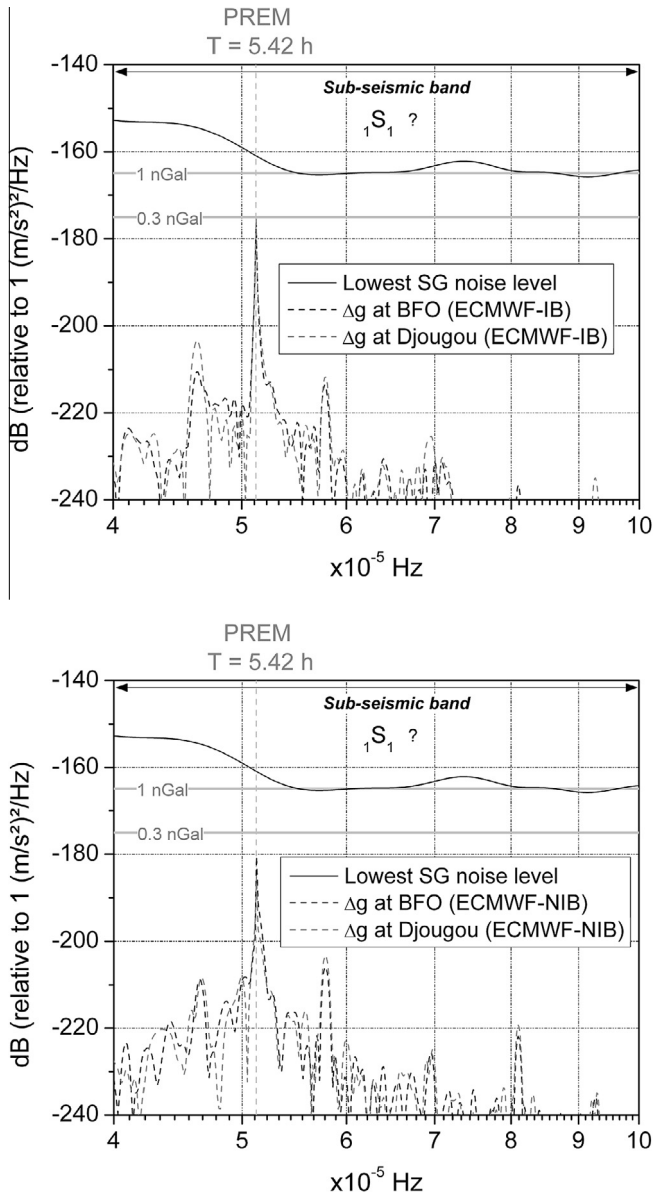 PREM
T = 5.42 h
-140
Sub-seismic band
₁S₁ ?
-160
1 nGal
0.3 nGal
-180
Lowest SG noise level
Δg at BFO (ECMWF-IB)
Δg at Djougou (ECMWF-IB)
-200
-220
-240
dB (relative to 1 (m/s²)²/Hz)
4 5 6 7 8 9 10
x10⁻⁵ Hz
PREM
T = 5.42 h
-140
Sub-seismic band
₁S₁ ?
-160
1 nGal
0.3 nGal
-180
Lowest SG noise level
Δg at BFO (ECMWF-NIB)
Δg at Djougou (ECMWF-NIB)
-200
-220
-240
dB (relative to 1 (m/s²)²/Hz)
4 5 6 7 8 9 10
x10⁻⁵ Hz